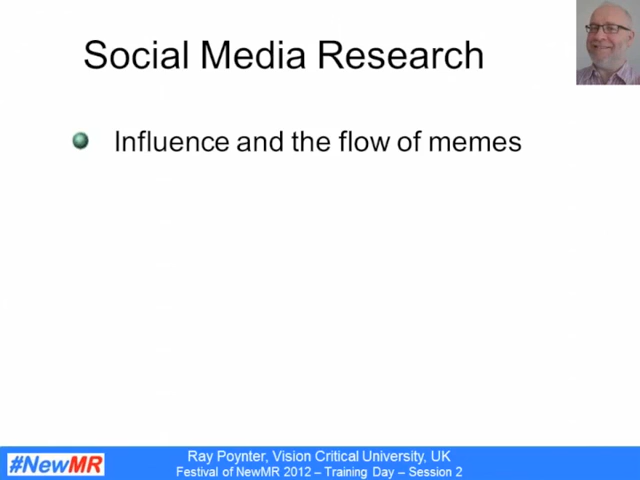 Social Media Research
Influence and the flow of memes
#NewMR
Ray Poynter, Vision Critical University, UK
Festival of NewMR 2012 – Training Day – Session 2